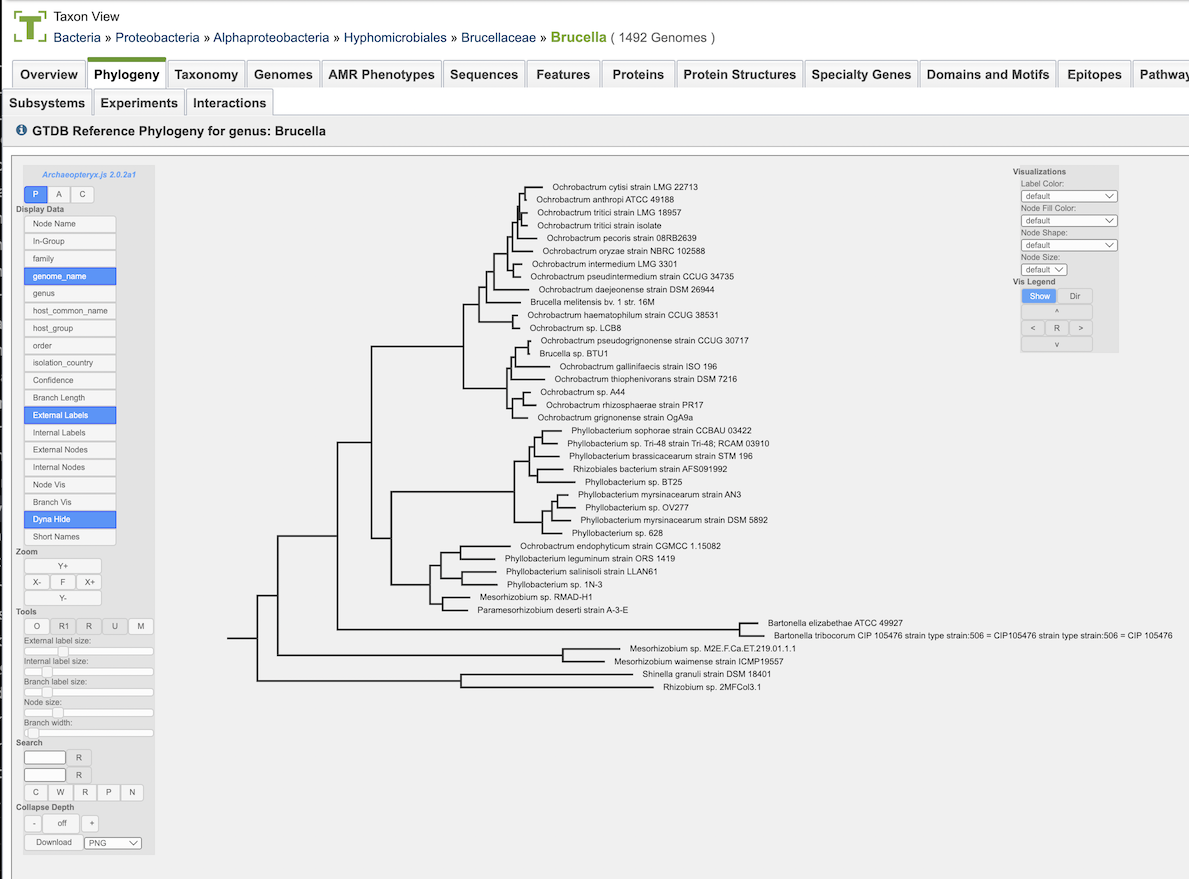 T Taxon View
Bacteria » Proteobacteria » Alphaproteobacteria » Hyphomicrobiales » Brucellaceae » Brucella ( 1492 Genomes )
Overview Phylogeny Taxonomy Genomes AMR Phenotypes Sequences Features Proteins Protein Structures Specialty Genes Domains and Motifs Epitopes Pathway
Subsystems Experiments Interactions
GTDB Reference Phylogeny for genus: Brucella
Archaeopteryx.js 2.0.2a1
P A C
Display Data
Node Name
In-Group
family
genome_name
genus
host_common_name
host_group
order
isolation_country
Confidence
Branch Length
External Labels
Internal Labels
External Nodes
Internal Nodes
Node Vis
Branch Vis
Dyna Hide
Short Names
Zoom
Y+
X- F X+
Y-
Tools
O R1 R U M
External label size:
Internal label size:
Branch label size:
Node size:
Branch width:
Search
R
R
C W R P N
Collapse Depth
- off +
Download PNG
Ochrobactrum cytisi strain LMG 22713
Ochrobactrum anthropi ATCC 49188
Ochrobactrum tritici strain LMG 18957
Ochrobactrum tritici strain isolate
Ochrobactrum pecoris strain 08RB2639
Ochrobactrum oryzae strain NBRC 102588
Ochrobactrum intermedium LMG 3301
Ochrobactrum pseudintermedium strain CCUG 34735
Ochrobactrum daejeonense strain DSM 26944
Brucella melitensis bv. 1 str. 16M
Ochrobactrum haematophilum strain CCUG 38531
Ochrobactrum sp. LCB8
Ochrobactrum pseudogrignonense strain CCUG 30717
Brucella sp. BTU1
Ochrobactrum gallinifaecis strain ISO 196
Ochrobactrum thiophenivorans strain DSM 7216
Ochrobactrum sp. A44
Ochrobactrum rhizosphaerae strain PR17
Ochrobactrum grignonense strain OgA9a
Phyllobacterium sophorae strain CCBAU 03422
Phyllobacterium sp. Tri-48 strain Tri-48; RCAM 03910
Phyllobacterium brassicacearum strain STM 196
Rhizobiales bacterium strain AFS091992
Phyllobacterium sp. BT25
Phyllobacterium myrsinacearum strain AN3
Phyllobacterium sp. OV277
Phyllobacterium myrsinacearum strain DSM 5892
Phyllobacterium sp. 628
Ochrobactrum endophyticum strain CGMCC 1.15082
Phyllobacterium leguminum strain ORS 1419
Phyllobacterium salinisoli strain LLAN61
Phyllobacterium sp. 1N-3
Mesorhizobium sp. RMAD-H1
Paramesorhizobium deserti strain A-3-E
Bartonella elizabethae ATCC 49927
Bartonella tribocorum CIP 105476 strain type strain:506 = CIP105476 strain type strain:506 = CIP 105476
Mesorhizobium sp. M2E.F.Ca.ET.219.01.1.1
Mesorhizobium waimense strain ICMP19557
Shinella granuli strain DSM 18401
Rhizobium sp. 2MFCol3.1
Visualizations
Label Color:
default
Node Fill Color:
default
Node Shape:
default
Node Size:
default
Vis Legend
Show Dir
^
< R >
v